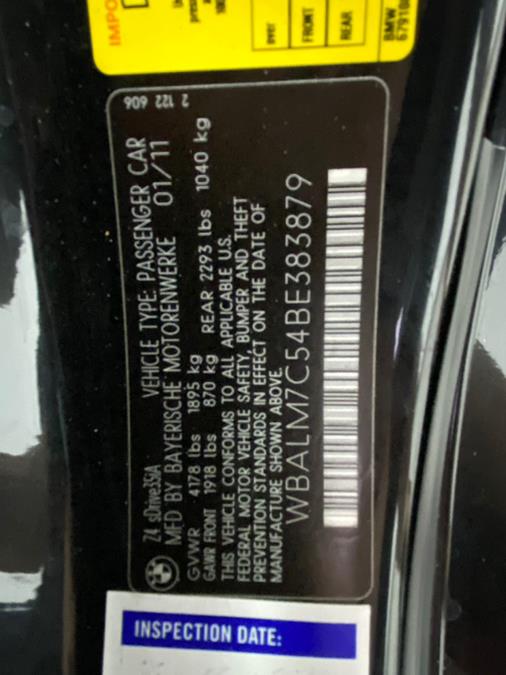 IMPO
over
FRONT
REAR
BMW
2 122 606
Z4 sDrive35iA VEHICLE TYPE: PASSENGER CAR
MFD BY BAYERISCHE MOTORENWERKE 01/11
GVWR 4178 lbs 1895 kg
GAWR FRONT 1918 lbs 870 kg REAR 2293 lbs 1040 kg
THIS VEHICLE CONFORMS TO ALL APPLICABLE U.S.
FEDERAL MOTOR VEHICLE SAFETY, BUMPER AND THEFT
PREVENTION STANDARDS IN EFFECT ON THE DATE OF
MANUFACTURE SHOWN ABOVE.
WBALM7C54BE383879
INSPECTION DATE: